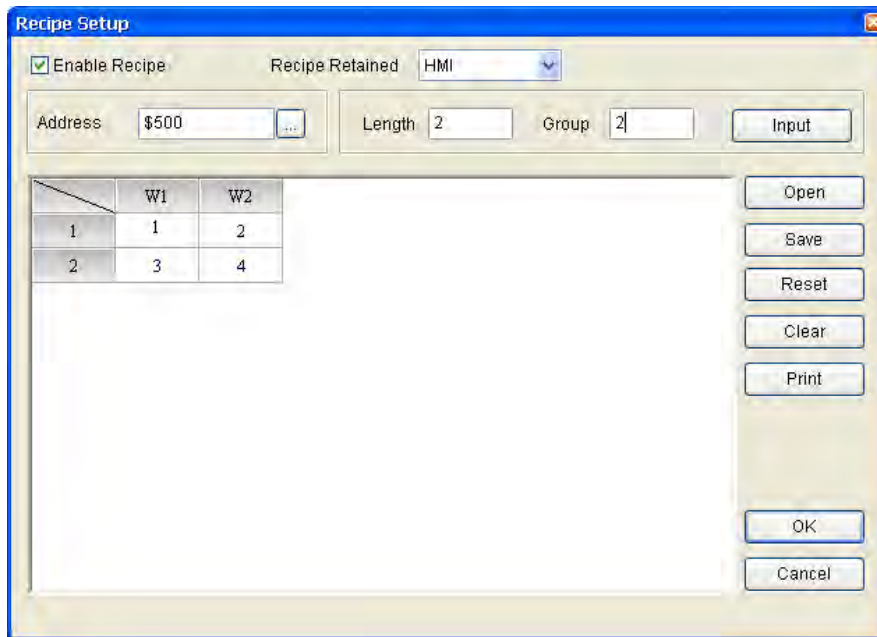 Recipe Setup
Enable Recipe Recipe Retained HMI
Address $500 ... Length 2 Group 2 Input
W1 W2
1 1 2
2 3 4
Open
Save
Reset
Clear
Print
OK
Cancel